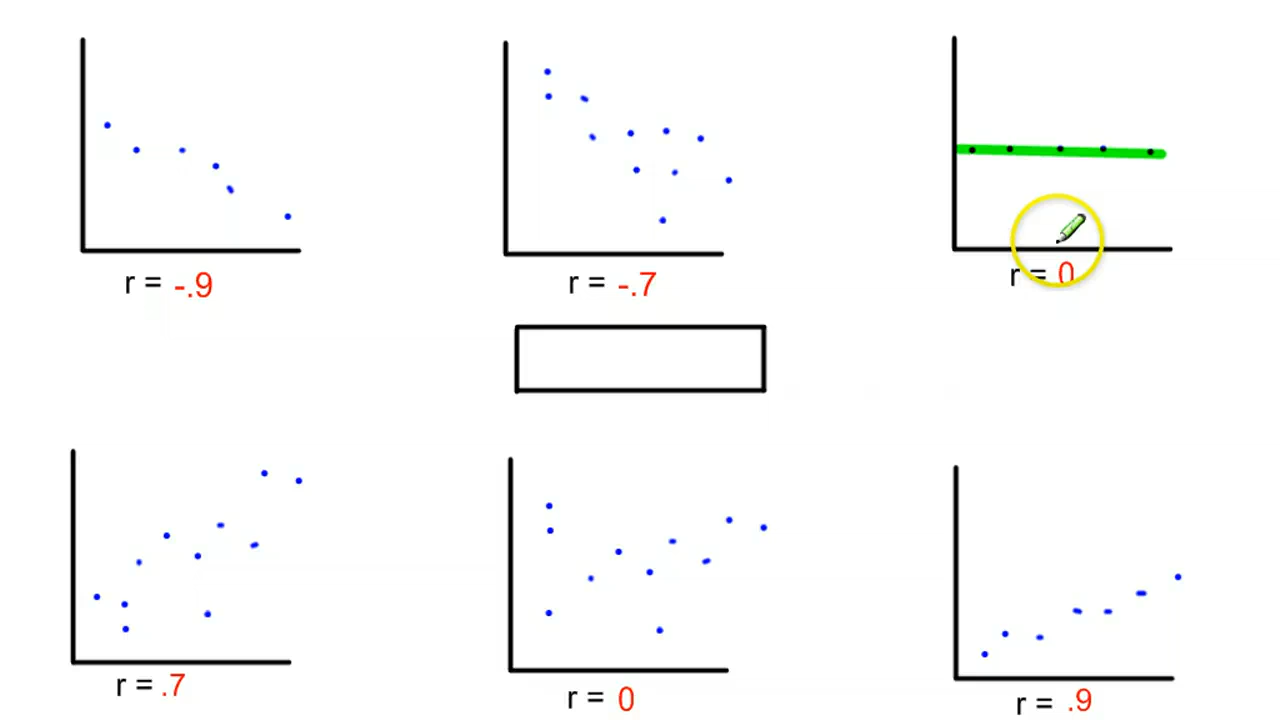 r = -.9
r = -.7
r = 0
r = .7
r = 0
r = .9